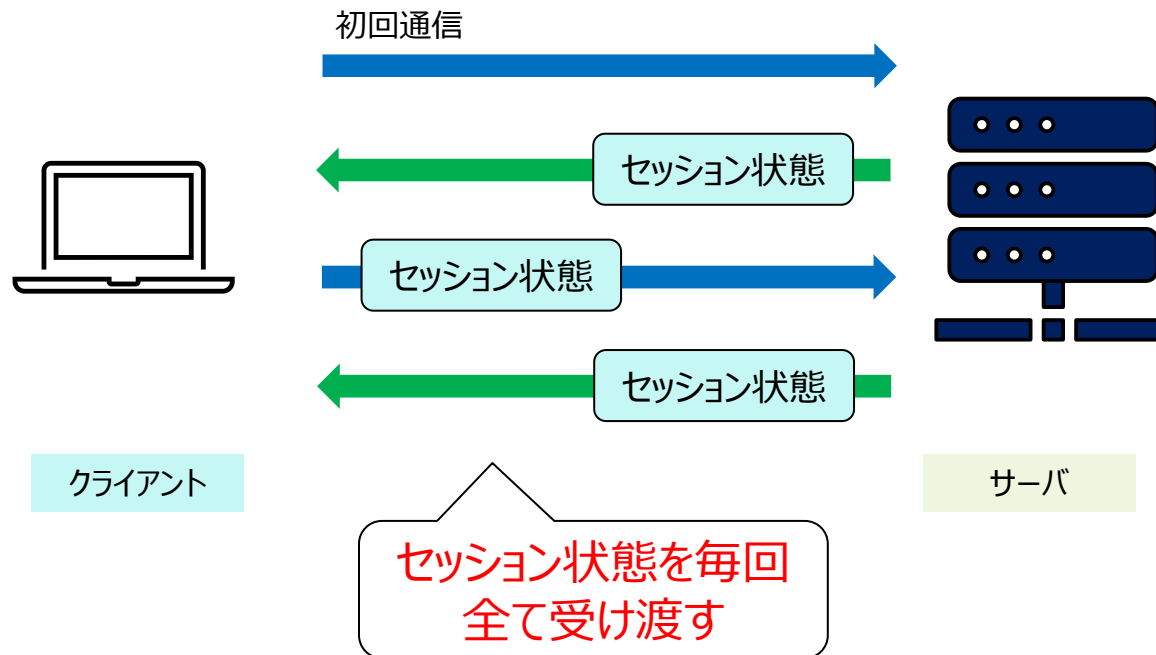 初回通信
セッション状態
セッション状態
セッション状態
クライアント
サーバ
セッション状態を毎回
全て受け渡す